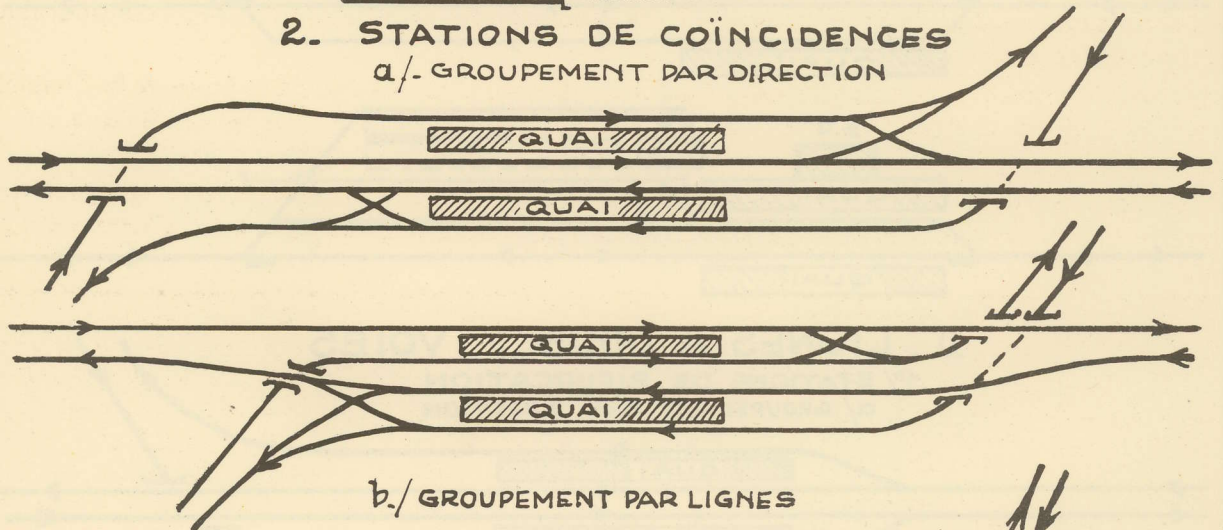 2. STATIONS DE COÏNCIDENCES
a/- GROUPEMENT PAR DIRECTION
QUAI
QUAI
QUAI
QUAI
b./ GROUPEMENT PAR LIGNES